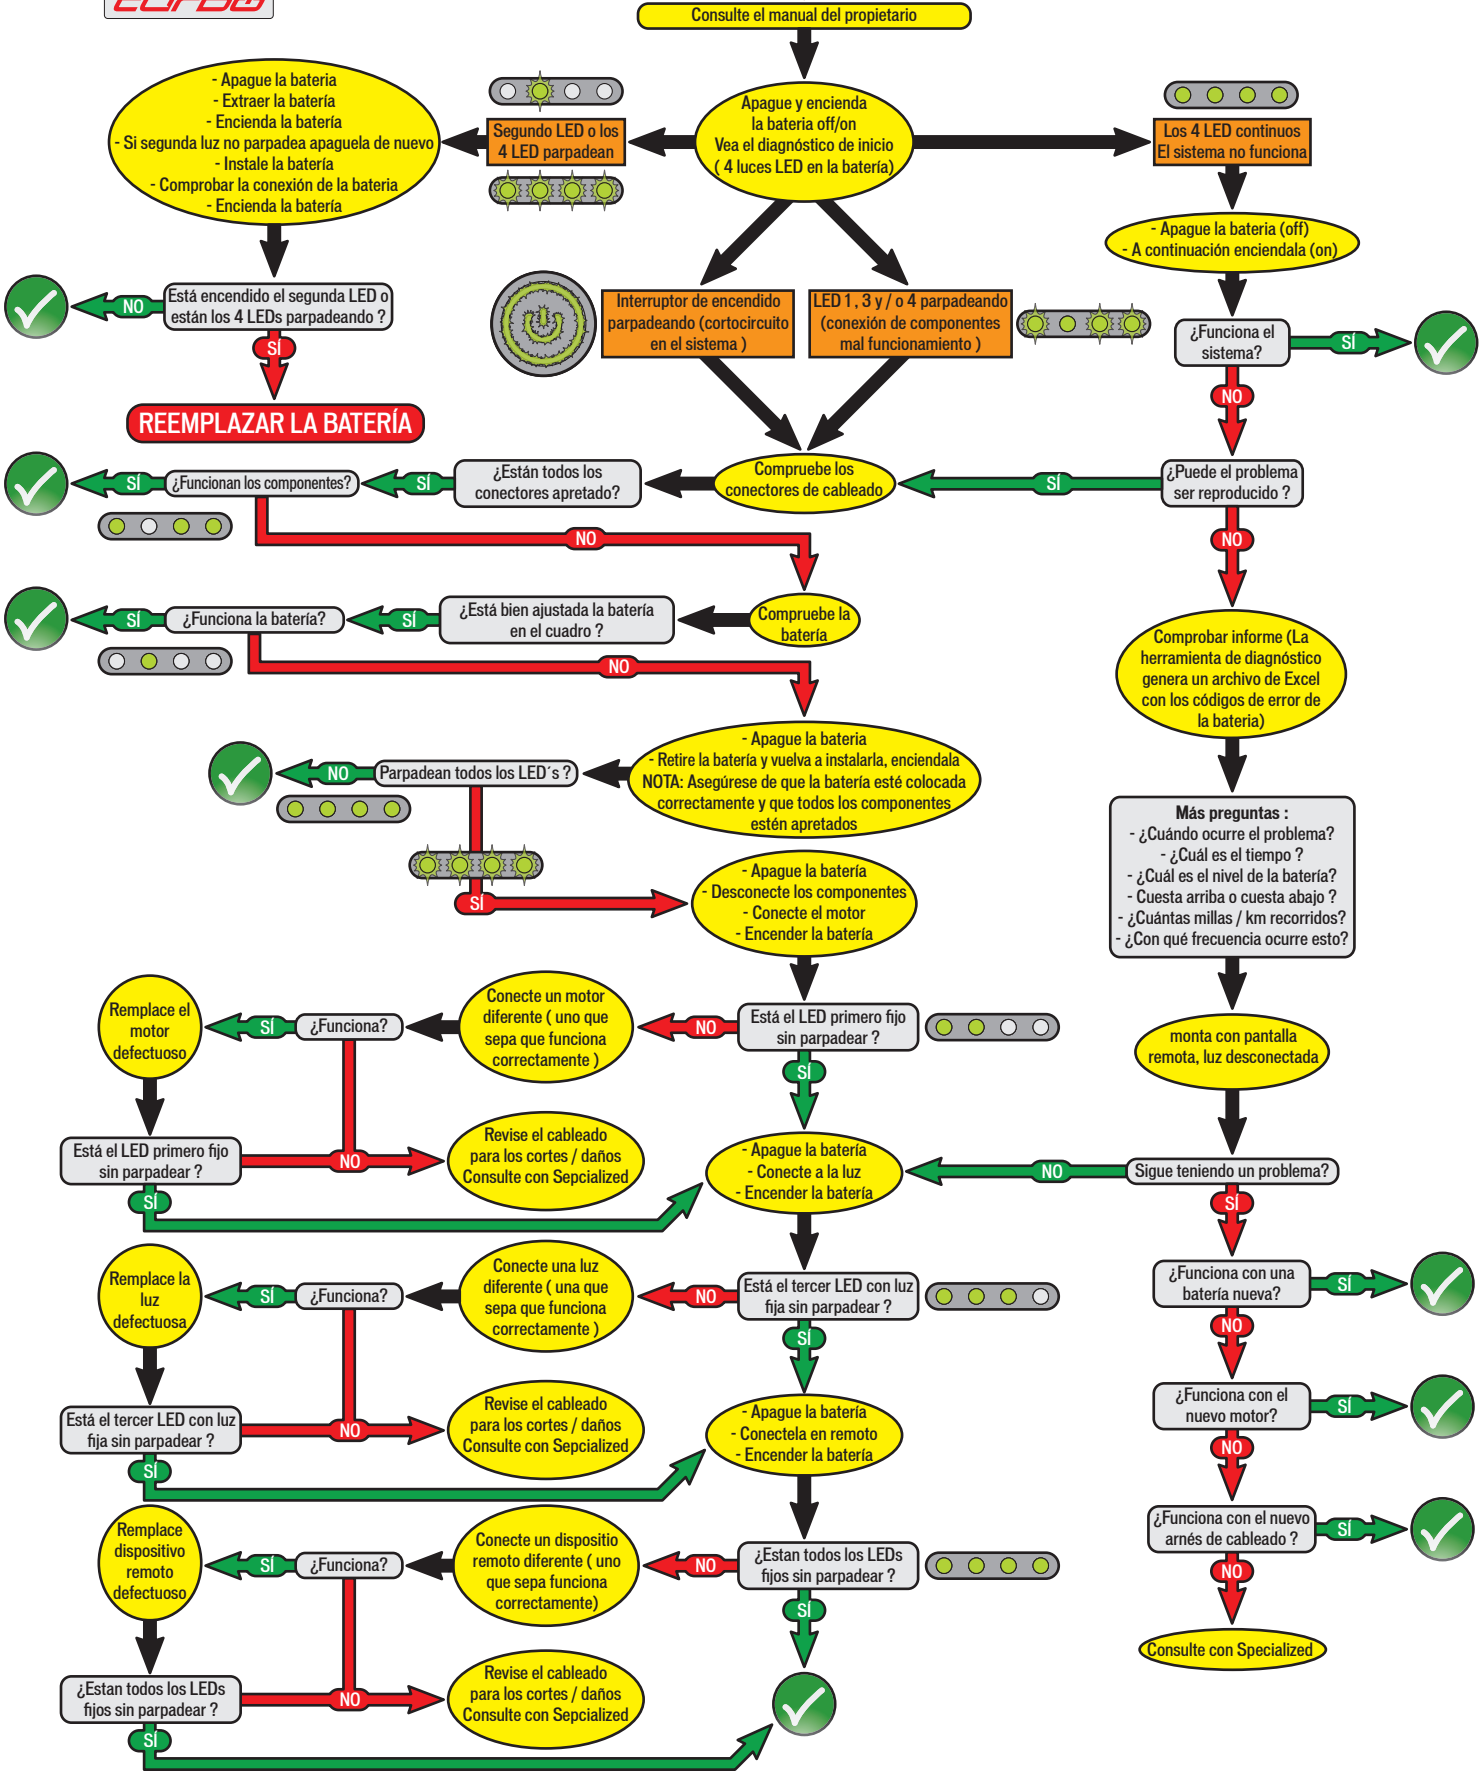 TURBO
Consulte el manual del propietario
- Apague la bateria
- Extraer la batería
- Encienda la batería
- Si segunda luz no parpadea apaguela de nuevo
- Instale la batería
- Comprobar la conexión de la bateria
- Encienda la batería
Segundo LED o los
4 LED parpadean
Apague y encienda
la bateria off/on
Vea el diagnóstico de inicio
( 4 luces LED en la batería)
Los 4 LED continuos
El sistema no funciona
- Apague la bateria (off)
- A continuación enciendala (on)
Está encendido el segunda LED o
están los 4 LEDs parpadeando ?
NO
SÍ
REEMPLAZAR LA BATERÍA
Interruptor de encendido
parpadeando (cortocircuito
en el sistema )
LED 1 , 3 y / o 4 parpadeando
(conexión de componentes
mal funcionamiento )
¿Funciona el
sistema?
SÍ
NO
¿Puede el problema
ser reproducido ?
SÍ
NO
Compruebe los
conectores de cableado
¿Están todos los
conectores apretado?
SÍ
¿Funcionan los componentes?
SÍ
NO
Compruebe la
batería
¿Está bien ajustada la batería
en el cuadro ?
SÍ
¿Funciona la batería?
SÍ
NO
Comprobar informe (La
herramienta de diagnóstico
genera un archivo de Excel
con los códigos de error de
la bateria)
- Apague la bateria
- Retire la batería y vuelva a instalarla, enciendala
NOTA: Asegúrese de que la batería esté colocada
correctamente y que todos los componentes
estén apretados
Parpadean todos los LED´s ?
NO
SÍ
Más preguntas :
- ¿Cuándo ocurre el problema?
- ¿Cuál es el tiempo ?
- ¿Cuál es el nivel de la batería?
- Cuesta arriba o cuesta abajo ?
- ¿Cuántas millas / km recorridos?
- ¿Con qué frecuencia ocurre esto?
- Apague la batería
- Desconecte los componentes
- Conecte el motor
- Encender la batería
Está el LED primero fijo
sin parpadear ?
NO
SÍ
Conecte un motor
diferente ( uno que
sepa que funciona
correctamente )
¿Funciona?
SÍ
NO
Remplace el
motor
defectuoso
Está el LED primero fijo
sin parpadear ?
SÍ
Revise el cableado
para los cortes / daños
Consulte con Sepcialized
monta con pantalla
remota, luz desconectada
Sigue teniendo un problema?
NO
SÍ
- Apague la batería
- Conecte a la luz
- Encender la batería
Está el tercer LED con luz
fija sin parpadear ?
NO
SÍ
Conecte una luz
diferente ( una que
sepa que funciona
correctamente )
¿Funciona?
SÍ
NO
Remplace la
luz
defectuosa
Está el tercer LED con luz
fija sin parpadear ?
SÍ
Revise el cableado
para los cortes / daños
Consulte con Sepcialized
¿Funciona con una
batería nueva?
SÍ
NO
¿Funciona con el
nuevo motor?
SÍ
NO
¿Funciona con el nuevo
arnés de cableado ?
SÍ
NO
Consulte con Specialized
- Apague la batería
- Conectela en remoto
- Encender la batería
¿Estan todos los LEDs
fijos sin parpadear ?
NO
SÍ
Conecte un dispositio
remoto diferente ( uno
que sepa funciona
correctamente)
¿Funciona?
SÍ
NO
Remplace
dispositivo
remoto
defectuoso
¿Estan todos los LEDs
fijos sin parpadear ?
SÍ
Revise el cableado
para los cortes / daños
Consulte con Sepcialized